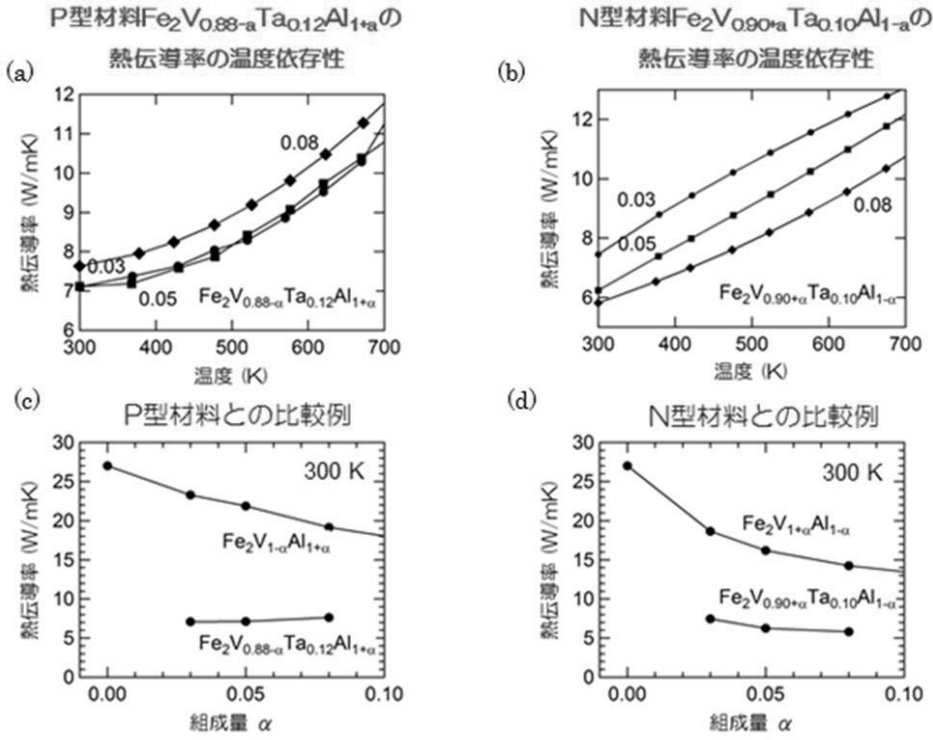 P型材料Fe₂V₀.₈₈₋ₐTa₀.₁₂Al₁₊ₐの
熱伝導率の温度依存性
N型材料Fe₂V₀.₉₀₊ₐTa₀.₁₀Al₁₋ₐの
熱伝導率の温度依存性
(a)
12
11
10
9
8
7
6
熱伝導率 (W/mK)
0.08
0.03
0.05
Fe₂V₀.₈₈₋αTa₀.₁₂Al₁₊α
300 400 500 600 700
温度 (K)
(b)
12
10
8
6
熱伝導率 (W/mK)
0.03
0.05
0.08
Fe₂V₀.₉₀₊αTa₀.₁₀Al₁₋α
300 400 500 600 700
温度 (K)
(c)
P型材料との比較例
30
25
20
15
10
5
0
熱伝導率 (W/mK)
300 K
Fe₂V₁₋αAl₁₊α
Fe₂V₀.₈₈₋αTa₀.₁₂Al₁₊α
0.00 0.05 0.10
組成量 α
(d)
N型材料との比較例
30
25
20
15
10
5
0
熱伝導率 (W/mK)
300 K
Fe₂V₁₊αAl₁₋α
Fe₂V₀.₉₀₊αTa₀.₁₀Al₁₋α
0.00 0.05 0.10
組成量 α